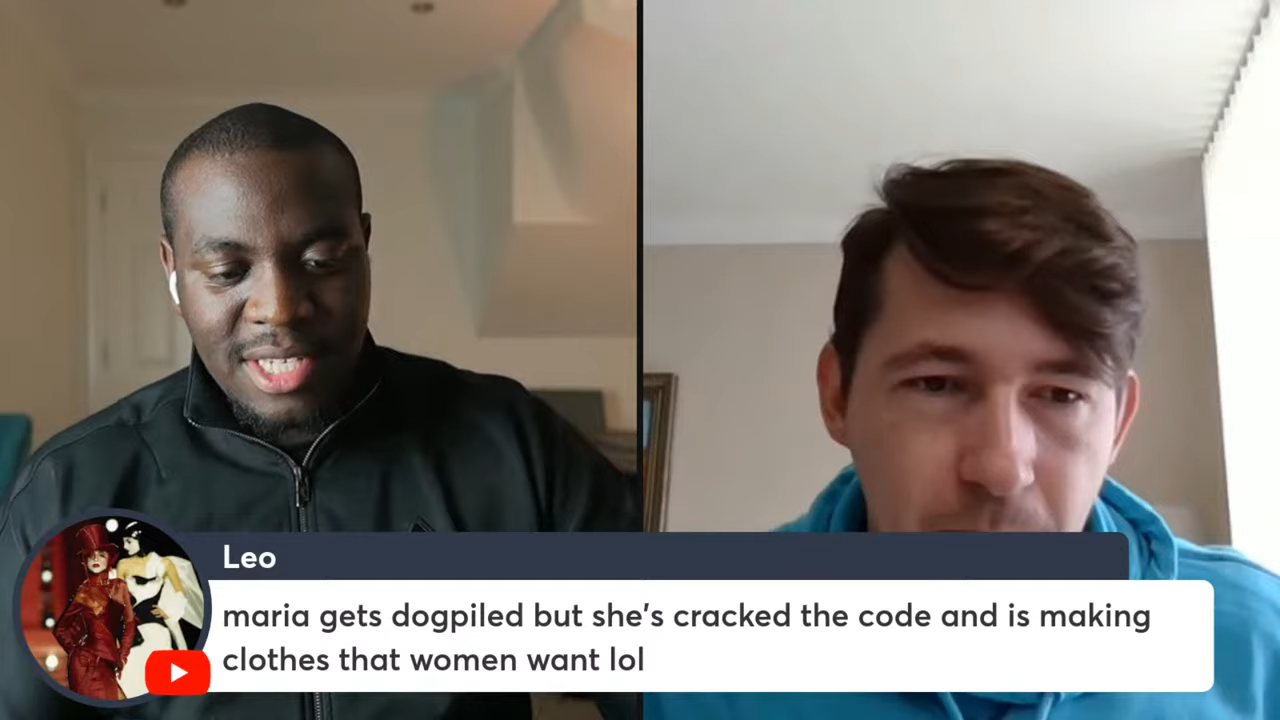 Leo
maria gets dogpiled but she's cracked the code and is making
clothes that women want lol